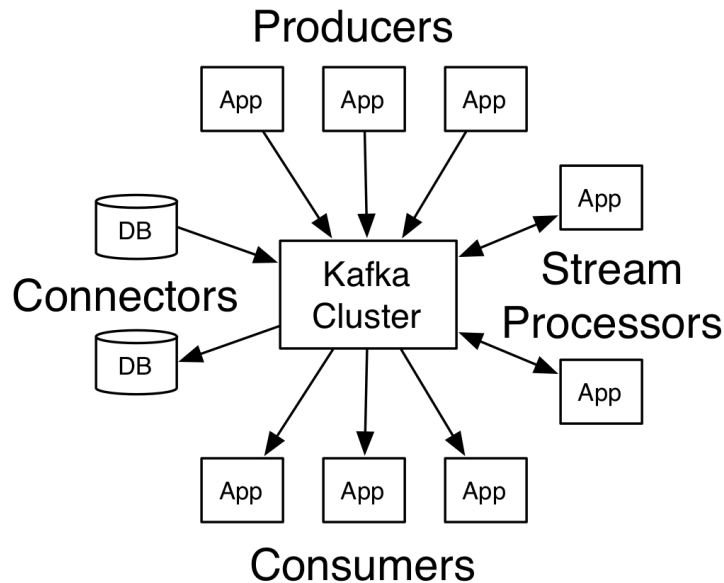 Producers
App
App
App
DB
App
Connectors
Kafka
Cluster
Stream
Processors
DB
App
App
App
App
Consumers